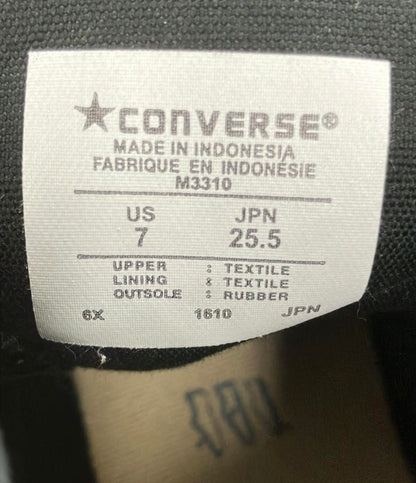 ★CONVERSE®
MADE IN INDONESIA
FABRIQUE EN INDONÉSIE
M3310
US JPN
7 25.5
UPPER : TEXTILE
LINING : TEXTILE
OUTSOLE : RUBBER
6X 1610 JPN